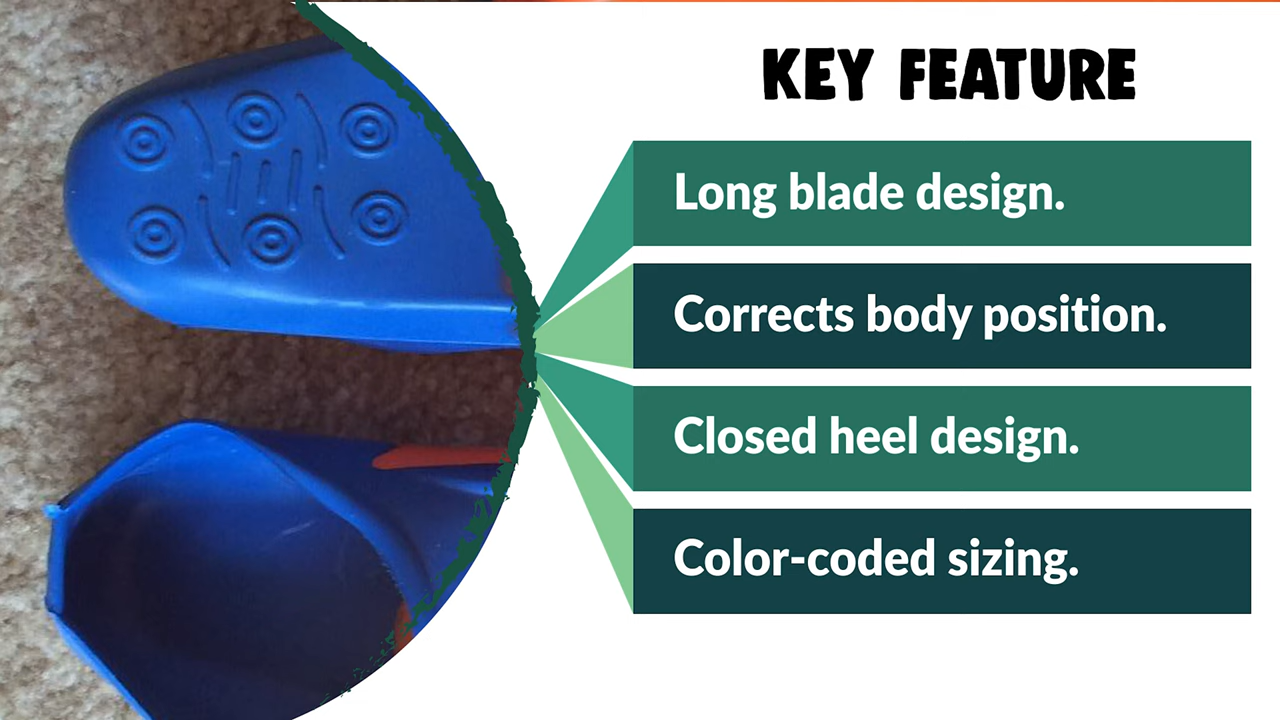 KEY FEATURE
Long blade design.
Corrects body position.
Closed heel design.
Color-coded sizing.